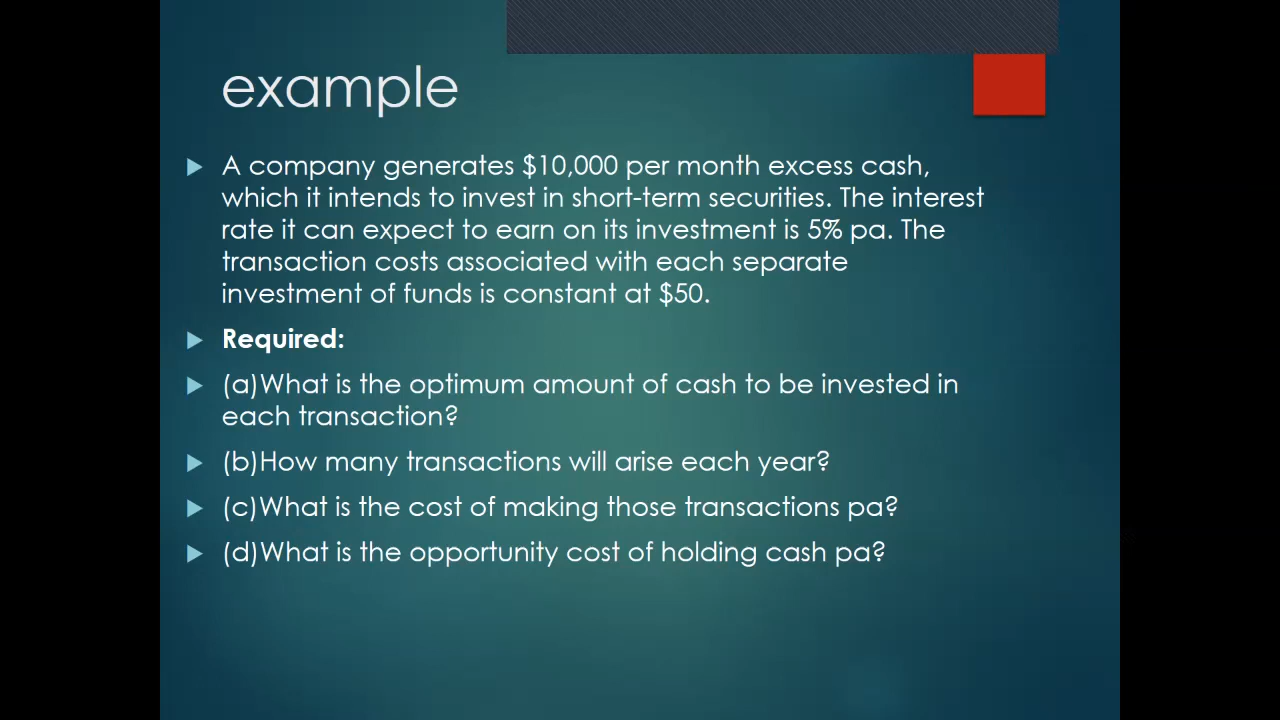 example
A company generates $10,000 per month excess cash,
which it intends to invest in short-term securities. The interest
rate it can expect to earn on its investment is 5% pa. The
transaction costs associated with each separate
investment of funds is constant at $50.
Required:
(a)What is the optimum amount of cash to be invested in
each transaction?
(b)How many transactions will arise each year?
(c)What is the cost of making those transactions pa?
(d)What is the opportunity cost of holding cash pa?